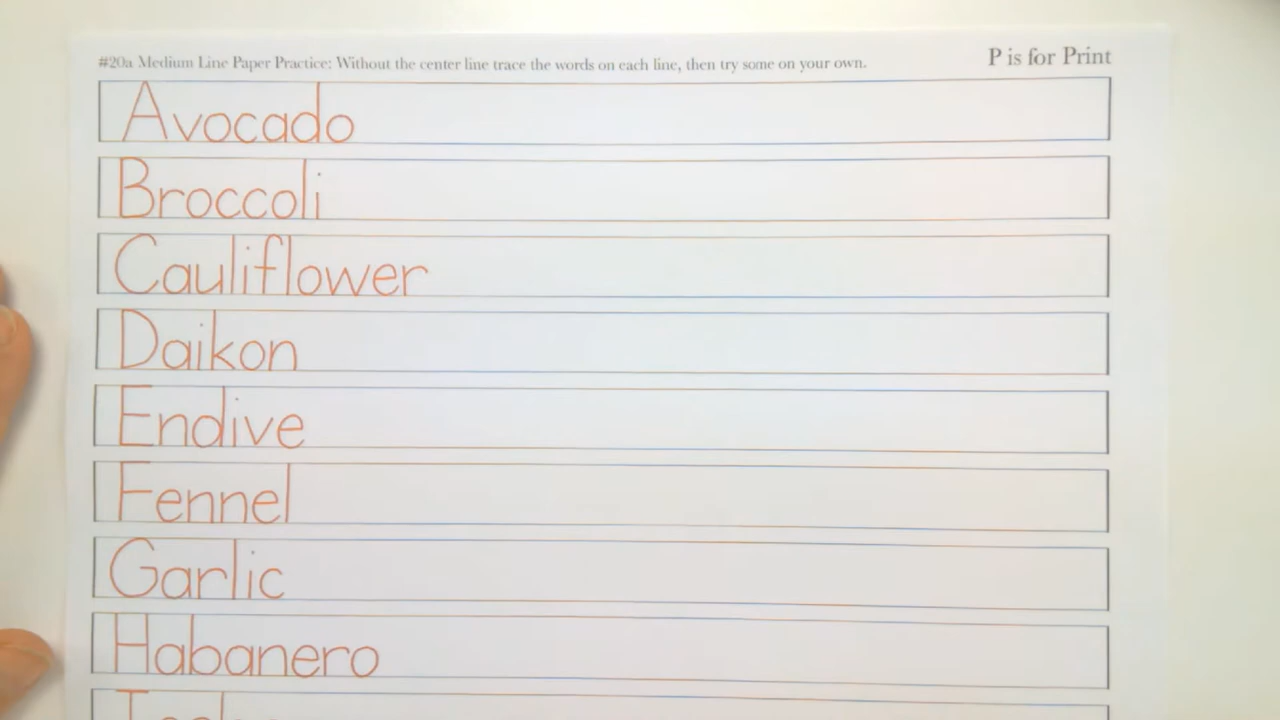 #20a Medium Line Paper Practice: Without the center line trace the words on each line, then try some on your own.
P is for Print
Avocado
Broccoli
Cauliflower
Daikon
Endive
Fennel
Garlic
Habanero